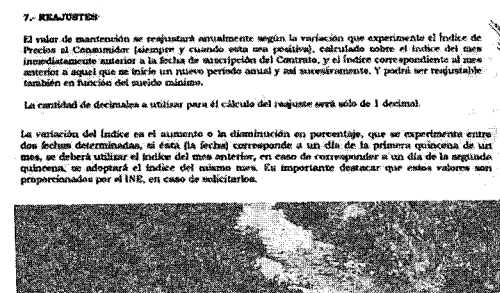 7.- REAJUSTES
El valor de mantención se reajustará anualmente según la variación que experimente el Índice de
Precios al Consumidor (siempre y cuando esta sea positiva), calculado sobre el índice del mes
inmediatamente anterior a la fecha de suscripción del Contrato, y el índice correspondiente al mes
anterior a aquel que se inicie un nuevo período anual y así sucesivamente. Y podrá ser reajustable
también en función del sueldo mínimo.
La cantidad de decimales a utilizar para él cálculo del reajuste será sólo de 1 decimal.
La variación del Índice es el aumento o la disminución en porcentaje, que se experimenta entre
dos fechas determinadas, si ésta (la fecha) corresponde a un día de la primera quincena de un
mes, se deberá utilizar el índice del mes anterior, en caso de corresponder a un día de la segunda
quincena, se adoptará el índice del mismo mes. Es importante destacar que estos valores son
proporcionados por el INE, en caso de solicitarlos.